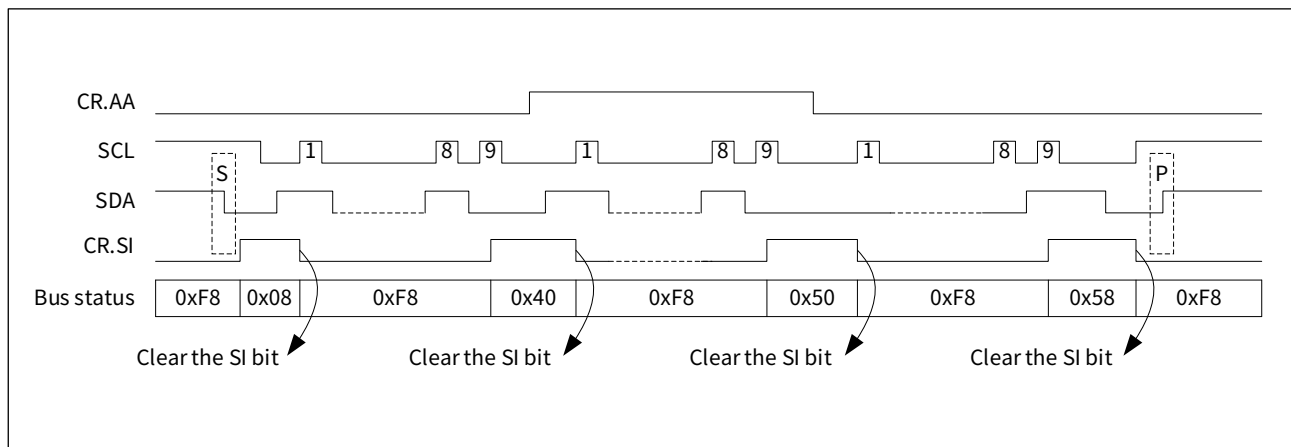 CR.AA
SCL 1 8 9 1 8 9 1 8 9
S P
SDA
CR.SI
Bus status 0xF8 0x08 0xF8 0x40 0xF8 0x50 0xF8 0x58 0xF8
Clear the SI bit Clear the SI bit Clear the SI bit Clear the SI bit